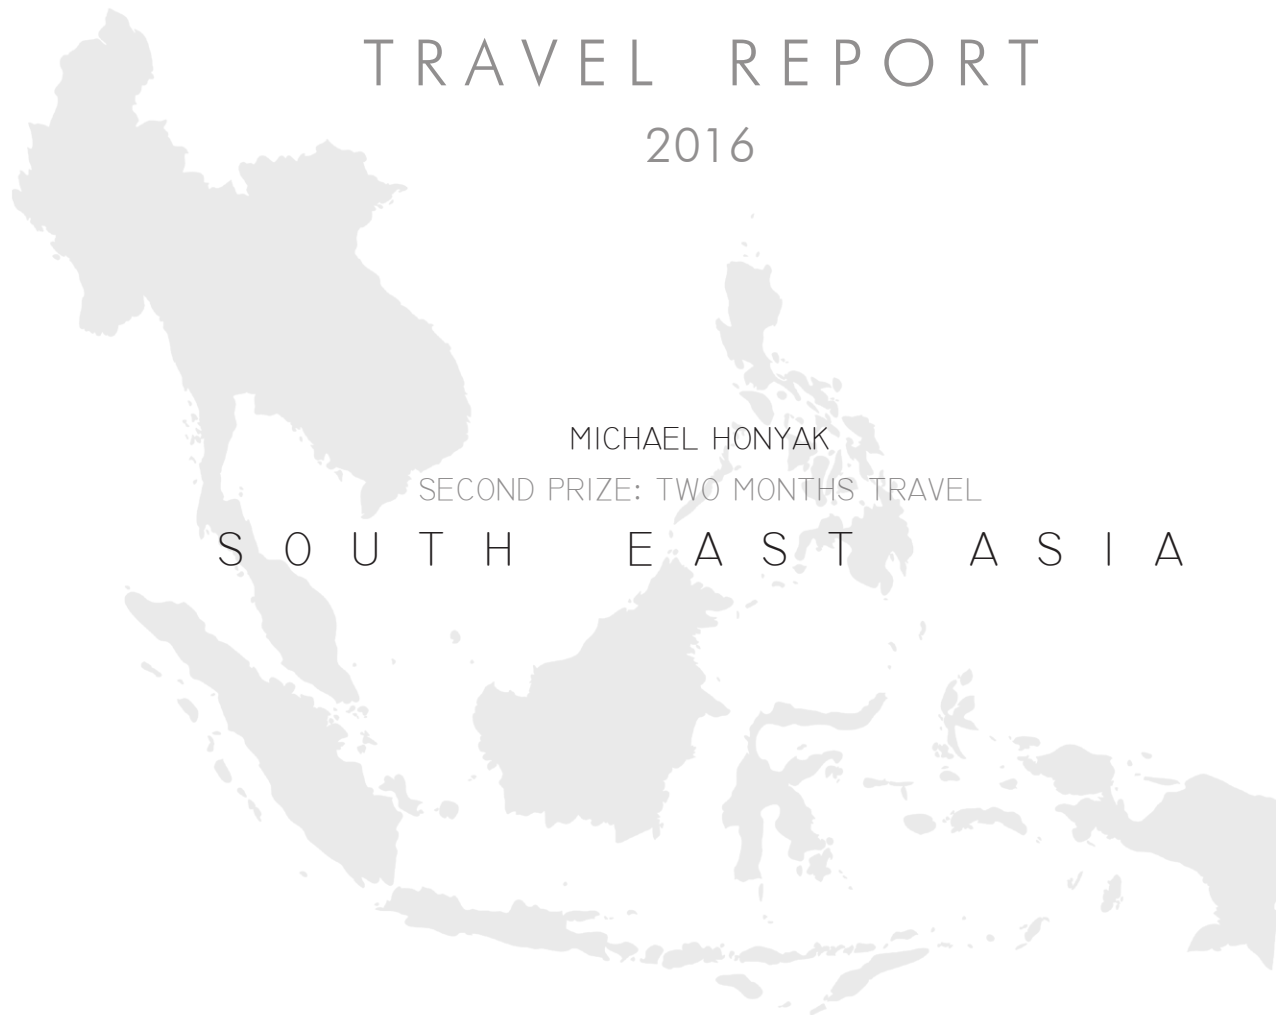 TRAVEL REPORT
2016
MICHAEL HONYAK
SECOND PRIZE: TWO MONTHS TRAVEL
SOUTH EAST ASIA